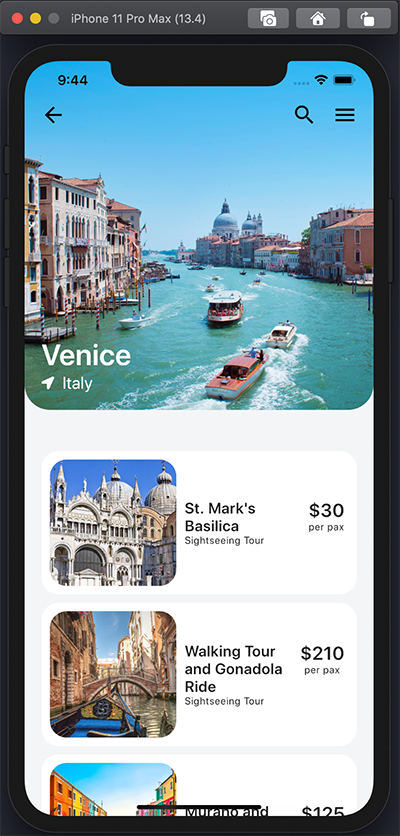 iPhone 11 Pro Max (13.4)
9:44
Venice
Italy
St. Mark's
Basilica
Sightseeing Tour
$30
per pax
Walking Tour
and Gonadola
Ride
Sightseeing Tour
$210
per pax
Murano and
$125